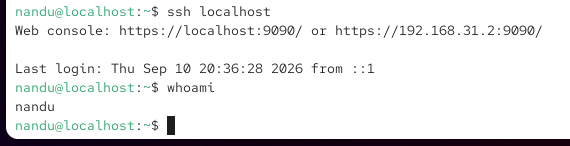 nandu@localhost:~$ ssh localhost
Web console: https://localhost:9090/ or https://192.168.31.2:9090/

Last login: Thu Sep 10 20:36:28 2026 from ::1
nandu@localhost:~$ whoami
nandu
nandu@localhost:~$